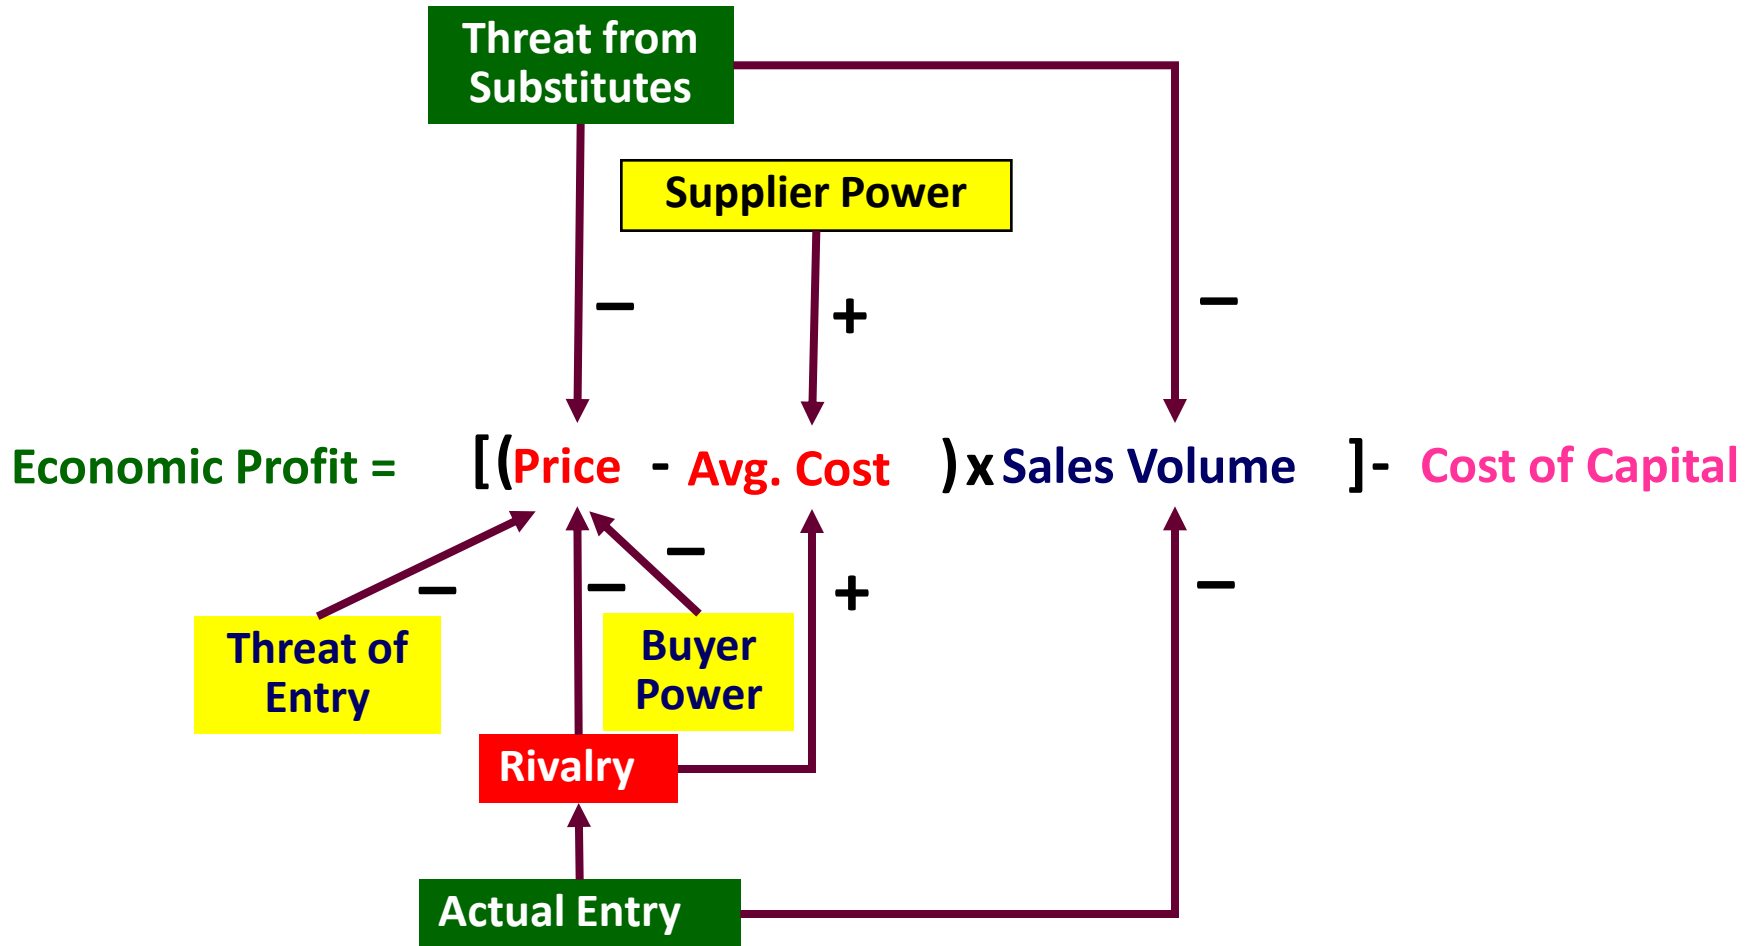 Threat from
Substitutes
Supplier Power
–
+
–
Economic Profit = [(Price - Avg. Cost )x Sales Volume ]- Cost of Capital
–
–
–
+
–
Threat of
Entry
Buyer
Power
Rivalry
Actual Entry